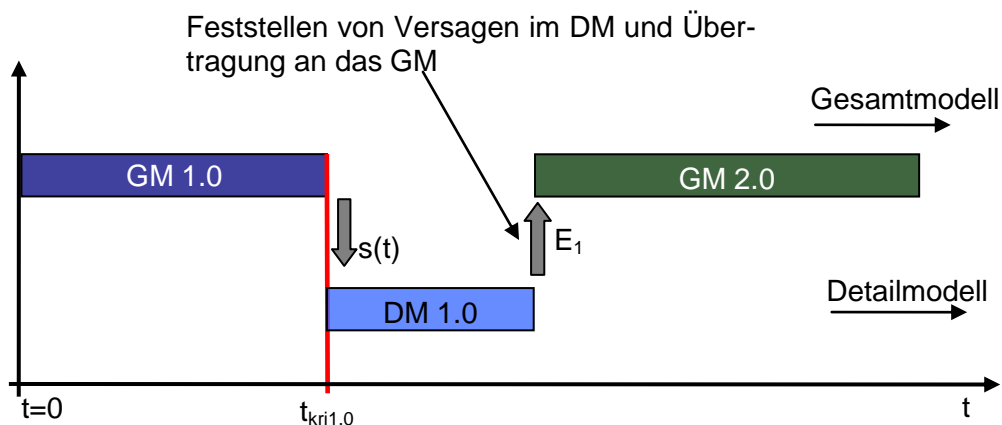 Feststellen von Versagen im DM und Über-
tragung an das GM
Gesamtmodell
GM 1.0
GM 2.0
s(t)
E₁
DM 1.0
Detailmodell
t=0
t_kri1.0
t